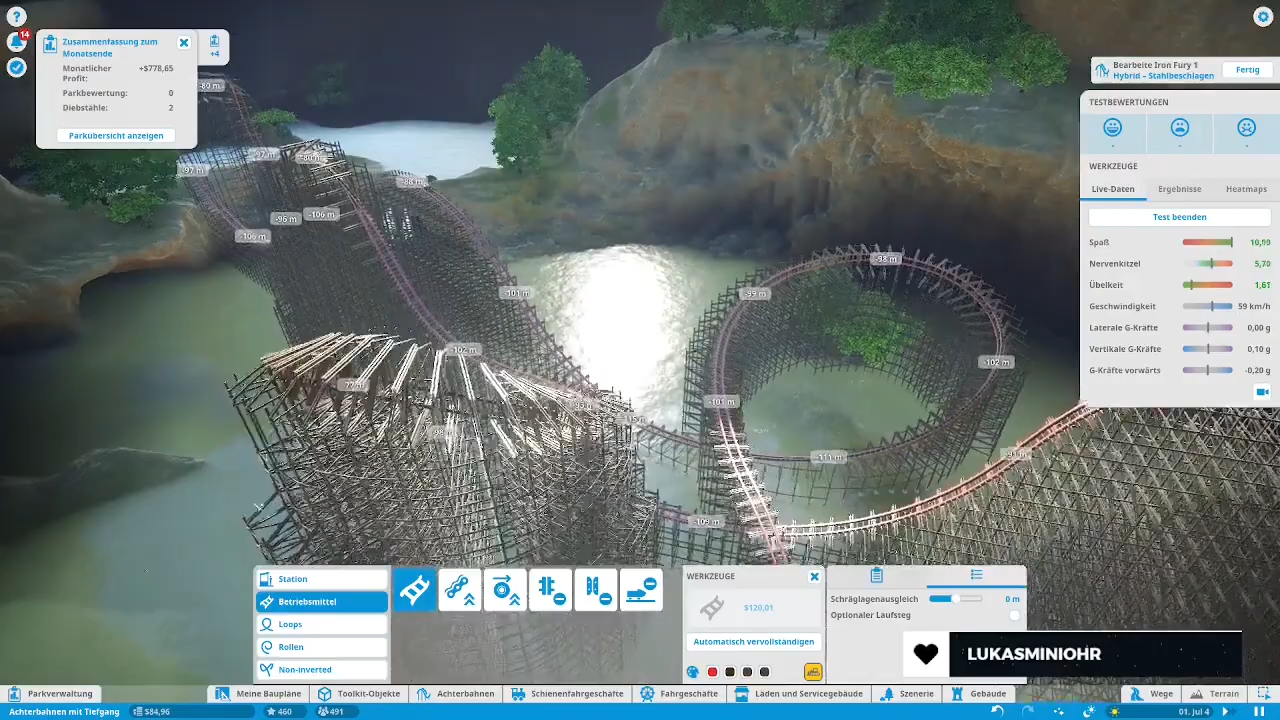 ?
14
Zusammenfassung zum
Monatsende
+4
Monatlicher
Profit:
+$778,65
Parkbewertung:
0
Diebstähle:
2
Parkübersicht anzeigen
Bearbeite Iron Fury 1
Hybrid – Stahlbeschlagen
Fertig
TESTBEWERTUNGEN
- - -
WERKZEUGE
Live-Daten Ergebnisse Heatmaps
Test beenden
Spaß 10,90
Nervenkitzel 5,70
Übelkeit 1,61
Geschwindigkeit 59 km/h
Laterale G-Kräfte 0,00 g
Vertikale G-Kräfte 0,10 g
G-Kräfte vorwärts -0,20 g
-80 m
-97 m
-96 m
-106 m
-106 m
-101 m
-102 m
-98 m
-99 m
-102 m
-101 m
-111 m
-109 m
Station
Betriebsmittel
Loops
Rollen
Non-inverted
WERKZEUGE
$120,01
Automatisch vervollständigen
Schräglagenausgleich 0 m
Optionaler Laufsteg
LUKASMINIOHR
Parkverwaltung Meine Baupläne Toolkit-Objekte Achterbahnen Schienenfahrgeschäfte Fahrgeschäfte Läden und Servicegebäude Szenerie Gebäude Wege Terrain
Achterbahnen mit Tiefgang $84,96 460 491 01. Jul 4